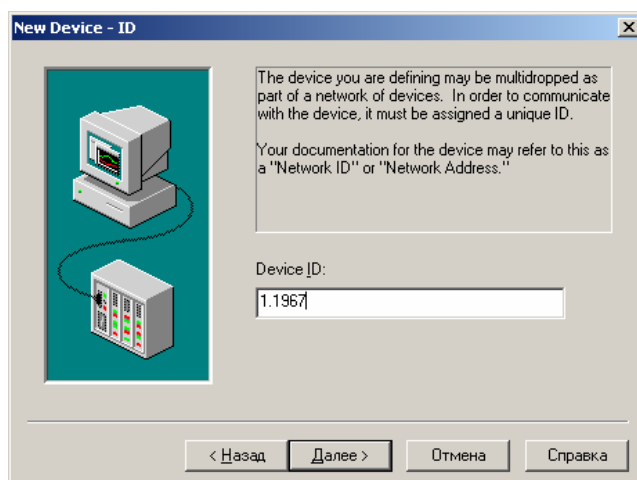 New Device - ID
The device you are defining may be multidropped as
part of a network of devices. In order to communicate
with the device, it must be assigned a unique ID.
Your documentation for the device may refer to this as
a "Network ID" or "Network Address."
Device ID:
1.1967
< Назад
Далее >
Отмена
Справка